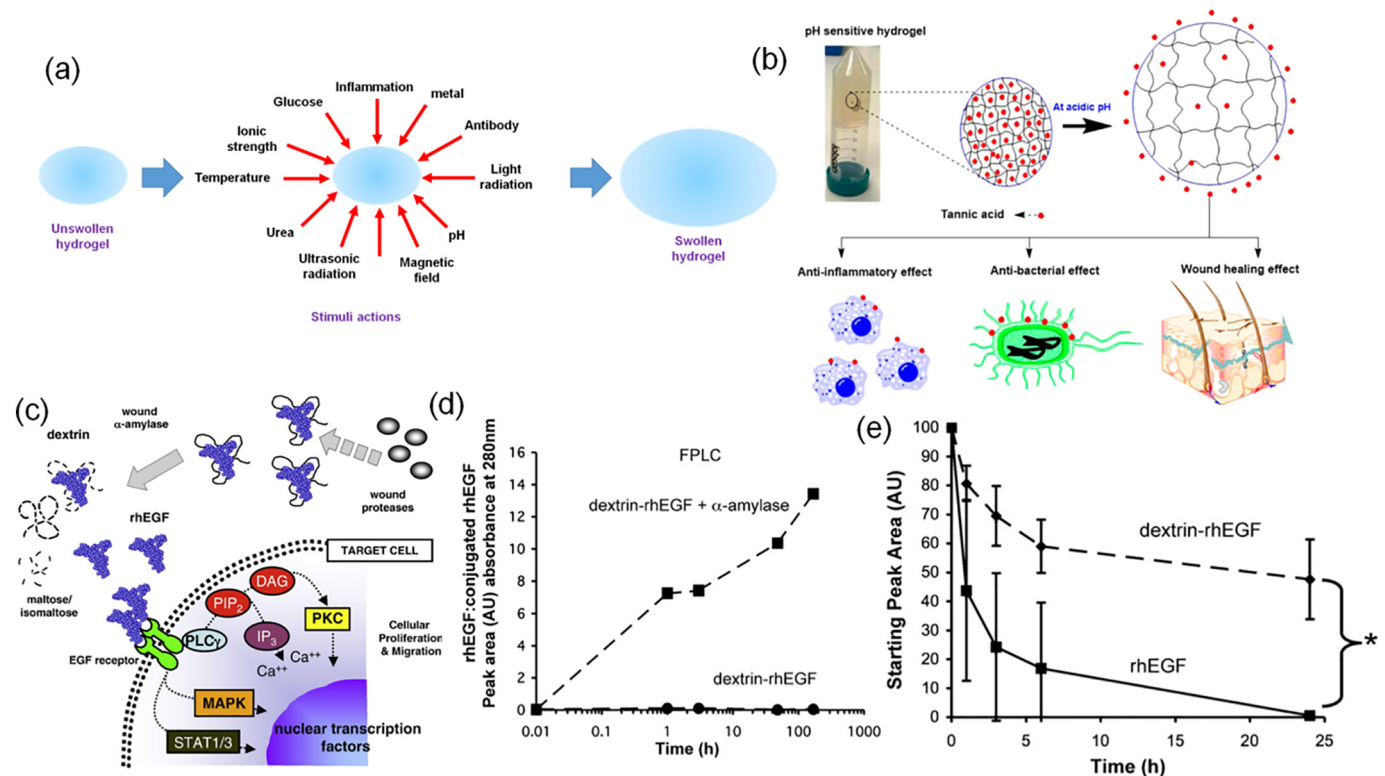 (a)
Inflammation
metal
Glucose
Antibody
Ionic
strength
Temperature
Light
radiation
Urea
pH
Ultrasonic
radiation
Magnetic
field
Unswollen
hydrogel
Swollen
hydrogel
Stimuli actions
(b)
pH sensitive hydrogel
At acidic pH
Tannic acid
Anti-inflammatory effect
Anti-bacterial effect
Wound healing effect
(c)
wound
α-amylase
dextrin
wound
proteases
rhEGF
TARGET CELL
maltose/
isomaltose
DAG
PIP2
PKC
PLCγ
IP3
Ca++
Ca++
Cellular
Proliferation
& Migration
EGF receptor
MAPK
STAT1/3
nuclear transcription
factors
(d)
rhEGF:conjugated rhEGF
Peak area (AU) absorbance at 280nm
16
14
12
10
8
6
4
2
0
FPLC
dextrin-rhEGF + α-amylase
dextrin-rhEGF
0.01
0.1
1
10
100
1000
Time (h)
(e)
Starting Peak Area (AU)
100
90
80
70
60
50
40
30
20
10
0
dextrin-rhEGF
rhEGF
*
0
5
10
15
20
25
Time (h)